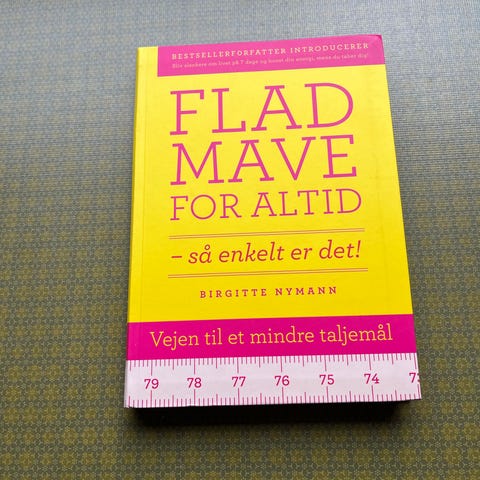 BESTSELLERFORFATTER INTRODUCERER
Bliv slankere om livet på 7 dage og boost din energi, mens du taber dig!
FLAD
MAVE
FOR ALTID
– så enkelt er det!
BIRGITTE NYMANN
Vejen til et mindre taljemål
79 78 77 76 75 74 73